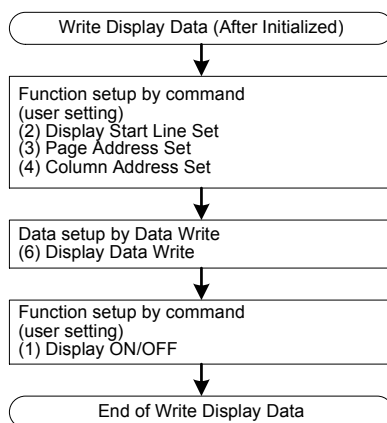 Write Display Data (After Initialized)
Function setup by command
(user setting)
(2) Display Start Line Set
(3) Page Address Set
(4) Column Address Set
Data setup by Data Write
(6) Display Data Write
Function setup by command
(user setting)
(1) Display ON/OFF
End of Write Display Data